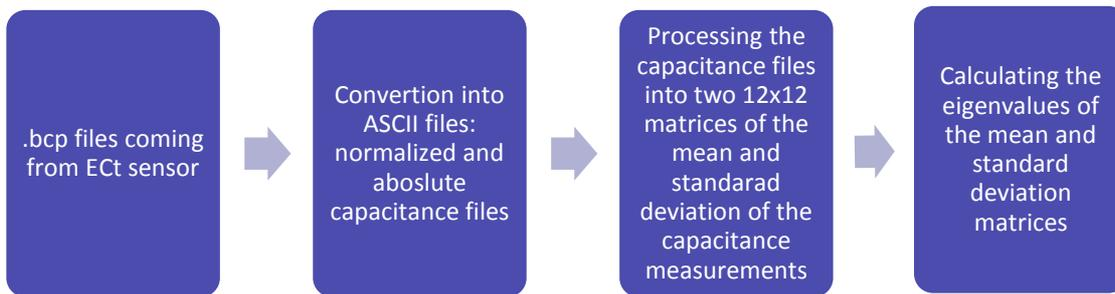 .bcp files coming
from ECt sensor
Convertion into
ASCII files:
normalized and
aboslute
capacitance files
Processing the
capacitance files
into two 12x12
matrices of the
mean and
standarad
deviation of the
capacitance
measurements
Calculating the
eigenvalues of
the mean and
standard
deviation
matrices